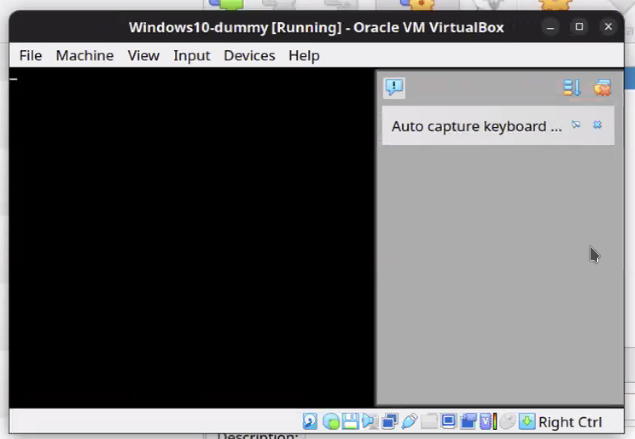 Windows10-dummy [Running] - Oracle VM VirtualBox
File Machine View Input Devices Help
Auto capture keyboard ...
Right Ctrl
Description: